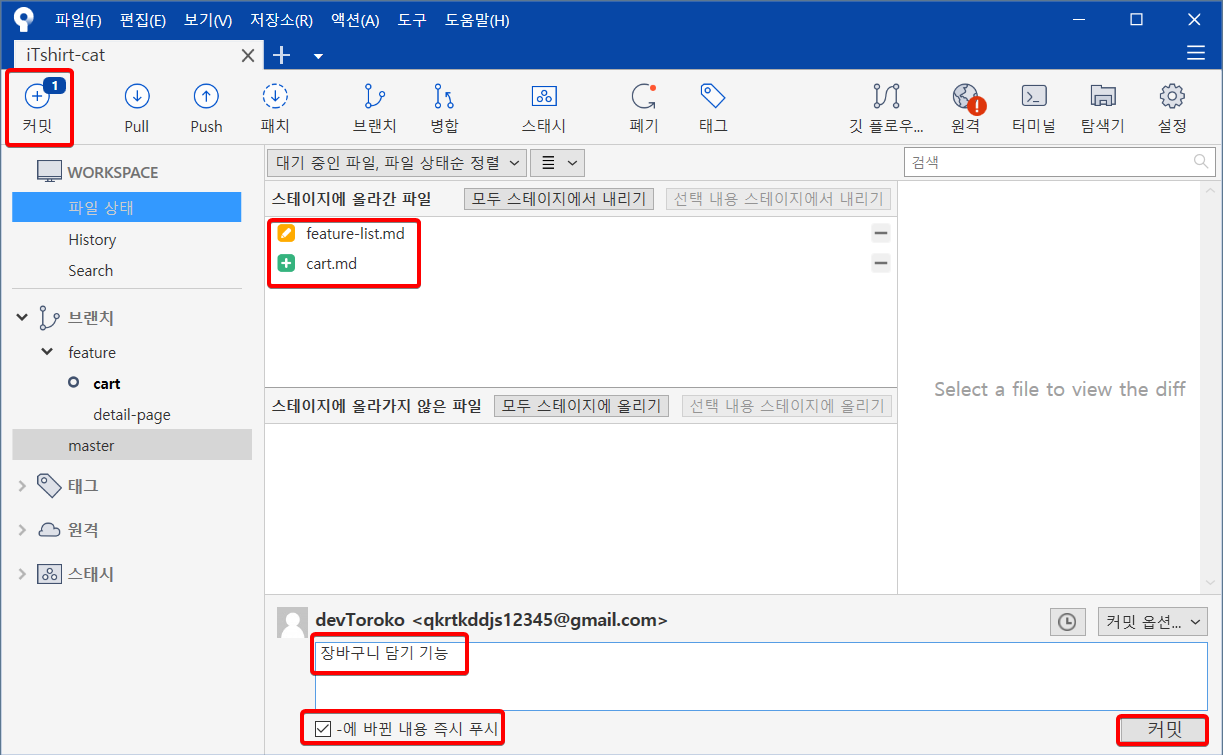 파일(F) 편집(E) 보기(V) 저장소(R) 액션(A) 도구 도움말(H)
iTshirt-cat
1
커밋 Pull Push 패치 브랜치 병합 스태시 폐기 태그 깃 플로우... 원격 터미널 탐색기 설정
WORKSPACE
파일 상태
History
Search
브랜치
feature
cart
detail-page
master
태그
원격
스태시
대기 중인 파일, 파일 상태순 정렬
검색
스테이지에 올라간 파일 모두 스테이지에서 내리기 선택 내용 스테이지에서 내리기
feature-list.md
cart.md
스테이지에 올라가지 않은 파일 모두 스테이지에 올리기 선택 내용 스테이지에 올리기
Select a file to view the diff
devToroko <qkrtkddjs12345@gmail.com>
커밋 옵션...
장바구니 담기 기능
-에 바뀐 내용 즉시 푸시
커밋